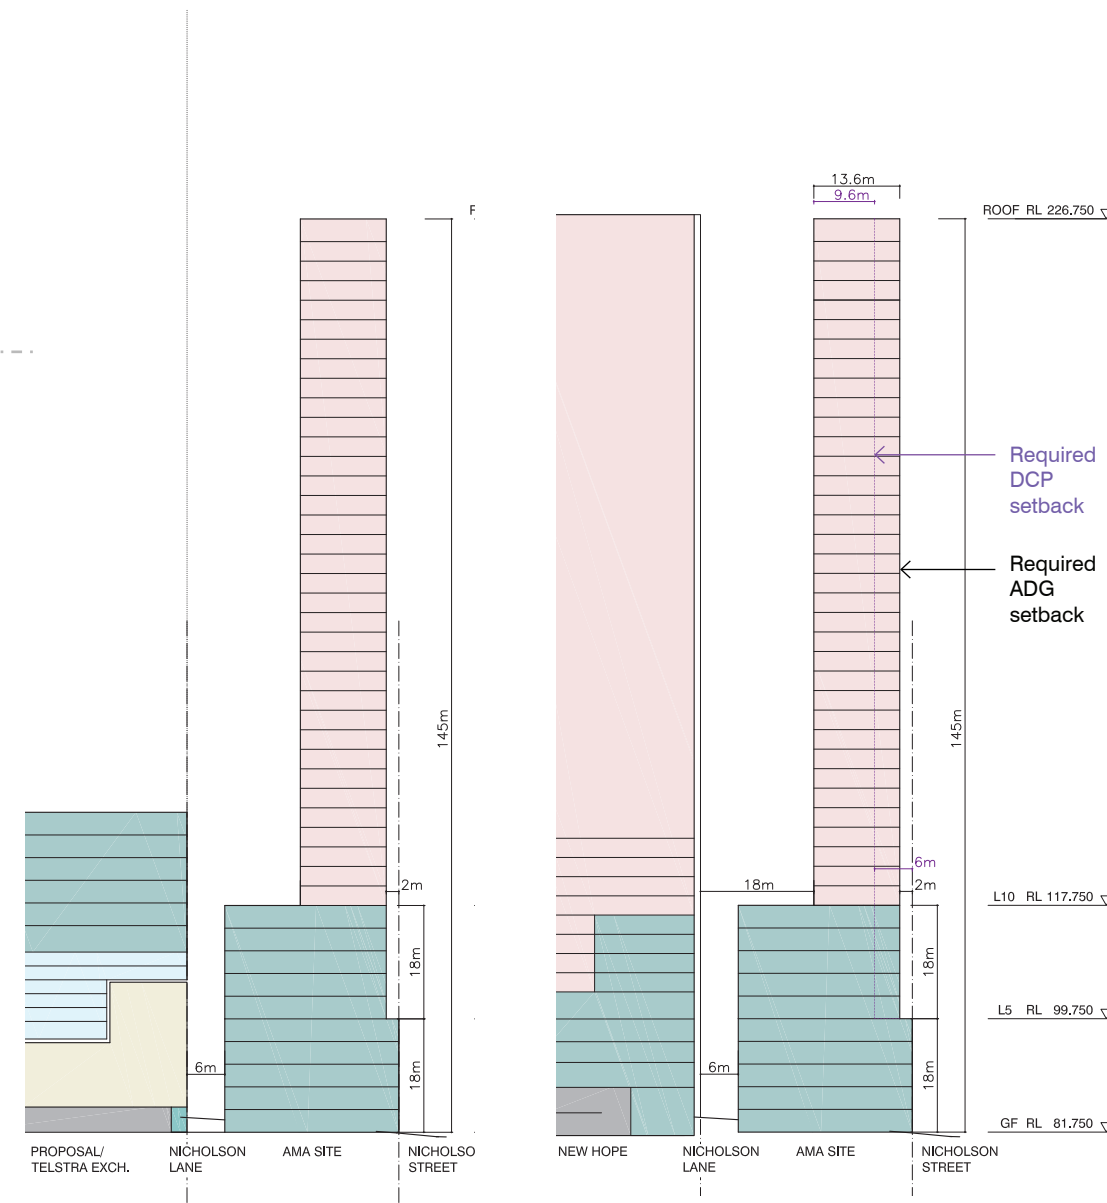 13.6m
9.6m
ROOF RL 226.750
Required
DCP
setback
Required
ADG
setback
145m
145m
6m
2m
18m
2m
L10 RL 117.750
18m
18m
L5 RL 99.750
6m
18m
6m
18m
GF RL 81.750
PROPOSAL/
TELSTRA EXCH.
NICHOLSON
LANE
AMA SITE
NICHOLSO
STREET
NEW HOPE
NICHOLSON
LANE
AMA SITE
NICHOLSON
STREET